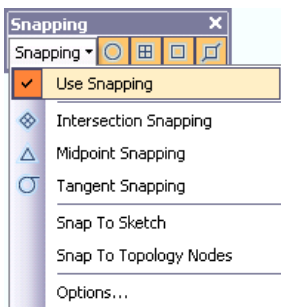 Snapping
Snapping
Use Snapping
Intersection Snapping
Midpoint Snapping
Tangent Snapping
Snap To Sketch
Snap To Topology Nodes
Options...